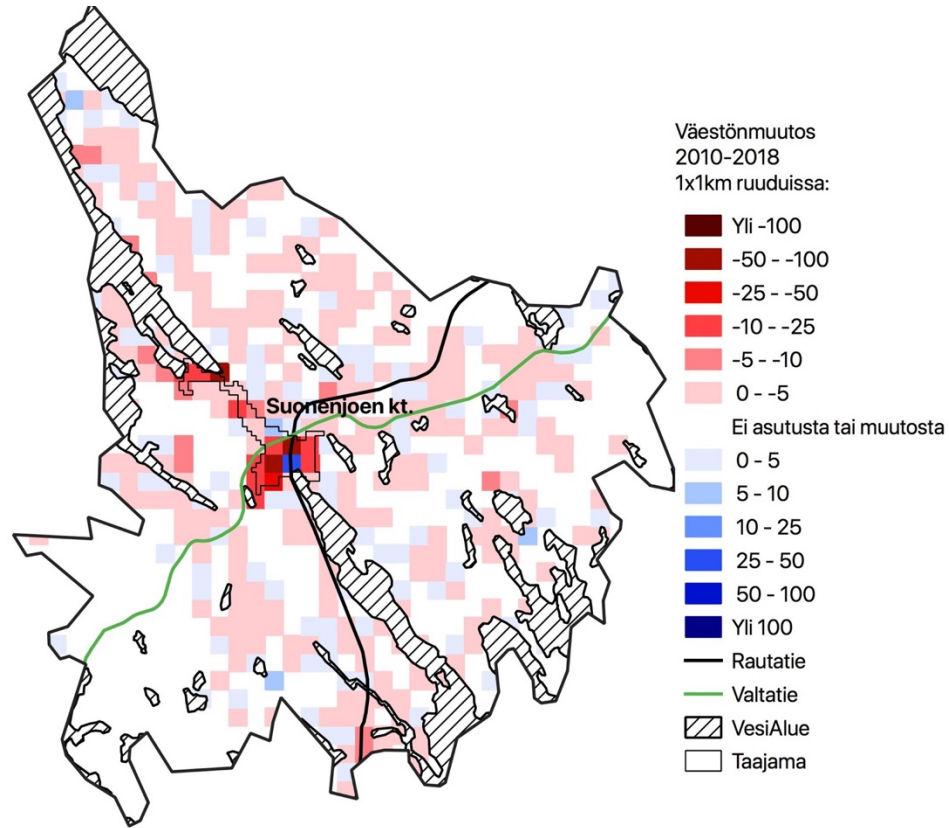 Väestönmuutos
2010-2018
1x1km ruuduissa:
Yli -100
-50 - -100
-25 - -50
-10 - -25
-5 - -10
0 - -5
Ei asutusta tai muutosta
0 - 5
5 - 10
10 - 25
25 - 50
50 - 100
Yli 100
Rautatie
Valtatie
VesiAlue
Taajama
Suonenjoen kt.